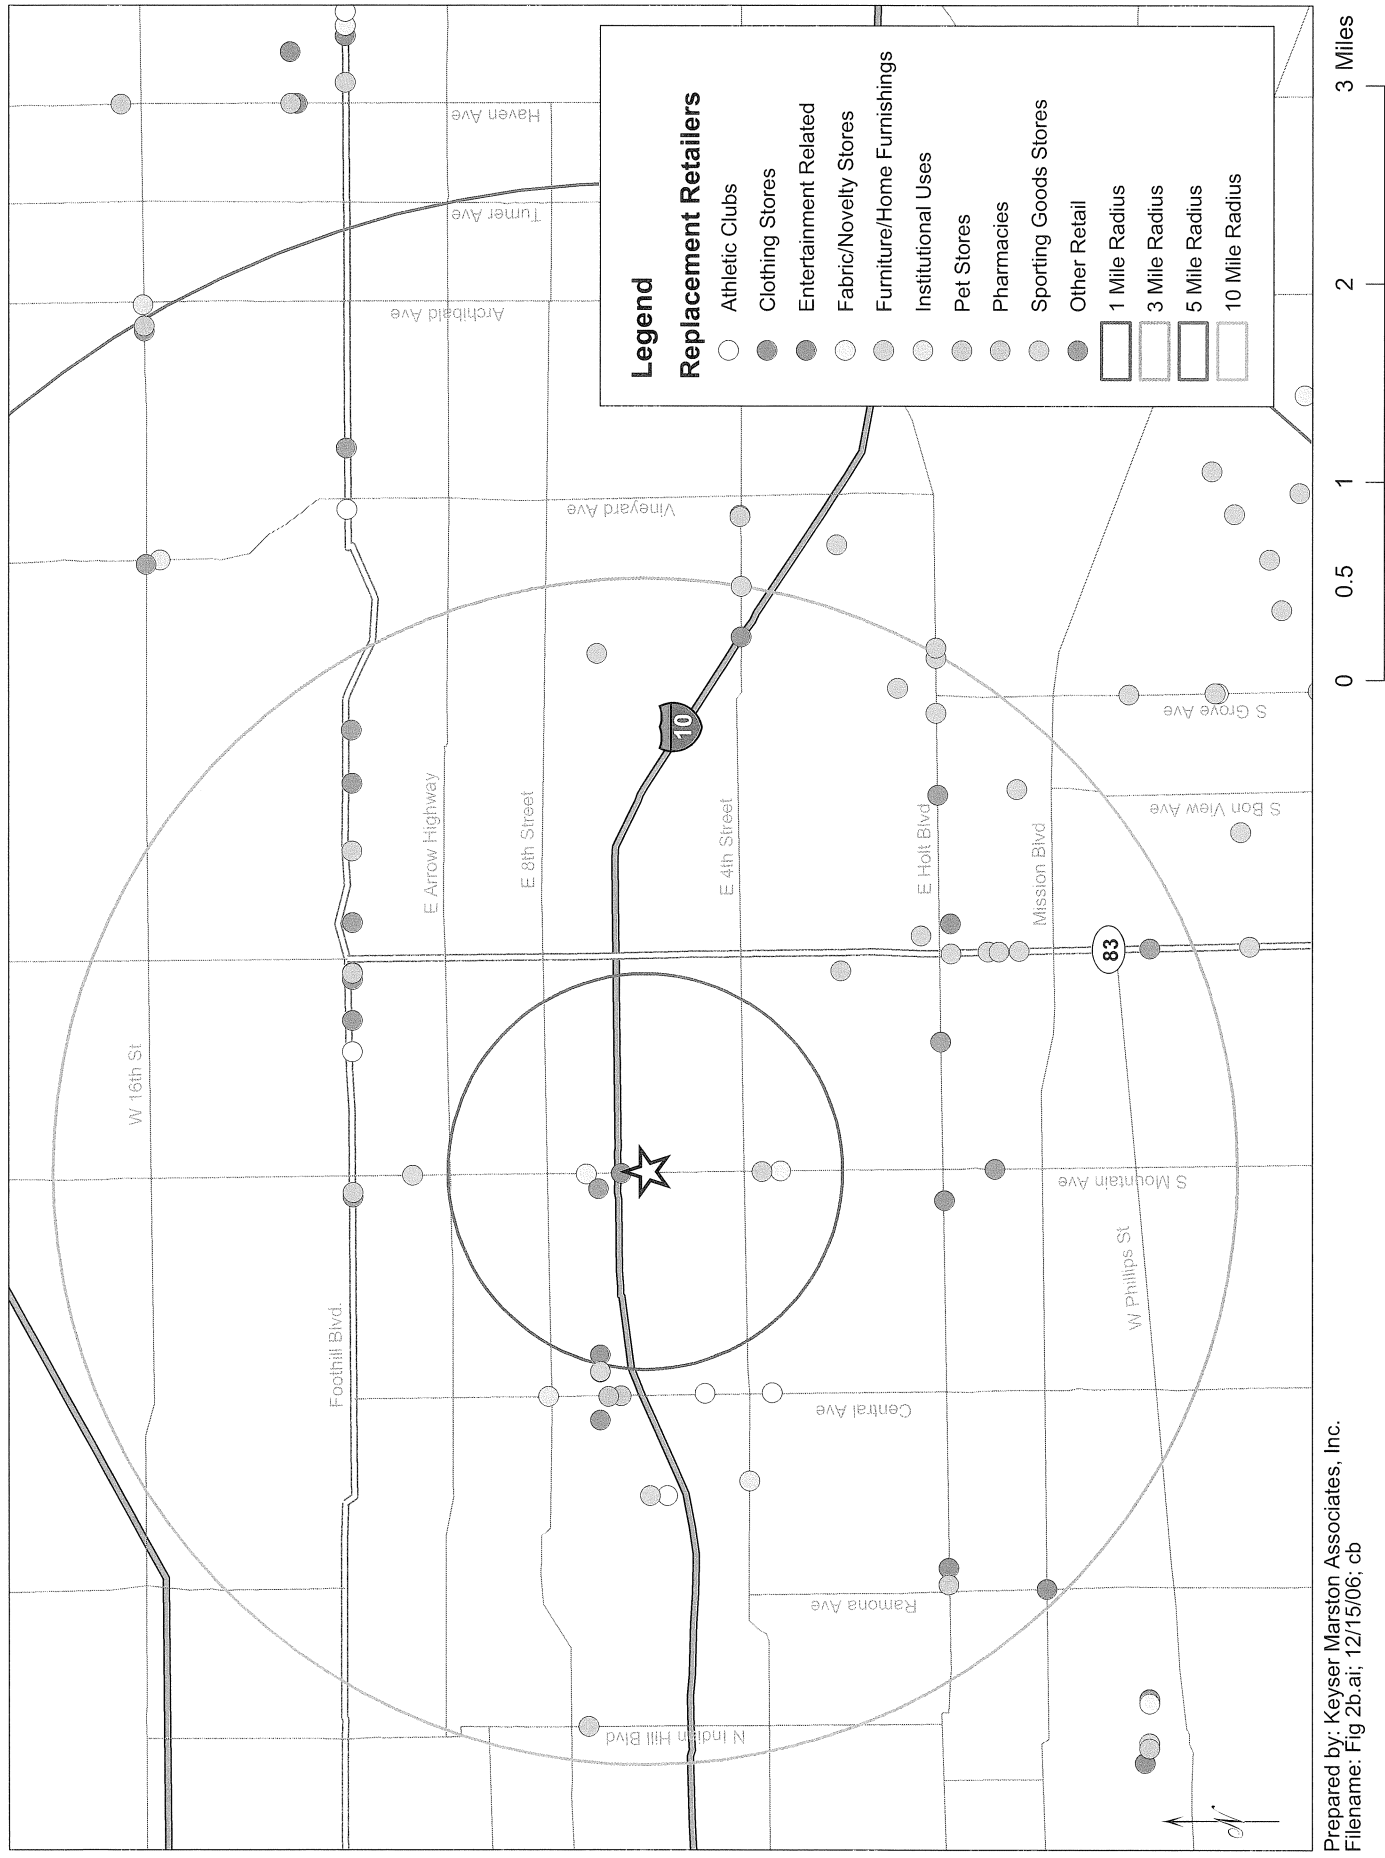 Haven Ave
Turner Ave
Archibald Ave
Vineyard Ave
W 16th St
Foothill Blvd.
E Arrow Highway
E 8th Street
10
E 4th Street
E Holt Blvd
Mission Blvd
83
S Grove Ave
S Bon View Ave
S Mountain Ave
W Phillips St
Central Ave
Ramona Ave
N Indian Hill Blvd
N
Legend
Replacement Retailers
Athletic Clubs
Clothing Stores
Entertainment Related
Fabric/Novelty Stores
Furniture/Home Furnishings
Institutional Uses
Pet Stores
Pharmacies
Sporting Goods Stores
Other Retail
1 Mile Radius
3 Mile Radius
5 Mile Radius
10 Mile Radius
0 0.5 1 2 3 Miles
Prepared by: Keyser Marston Associates, Inc.
Filename: Fig 2b.ai; 12/15/06; cb